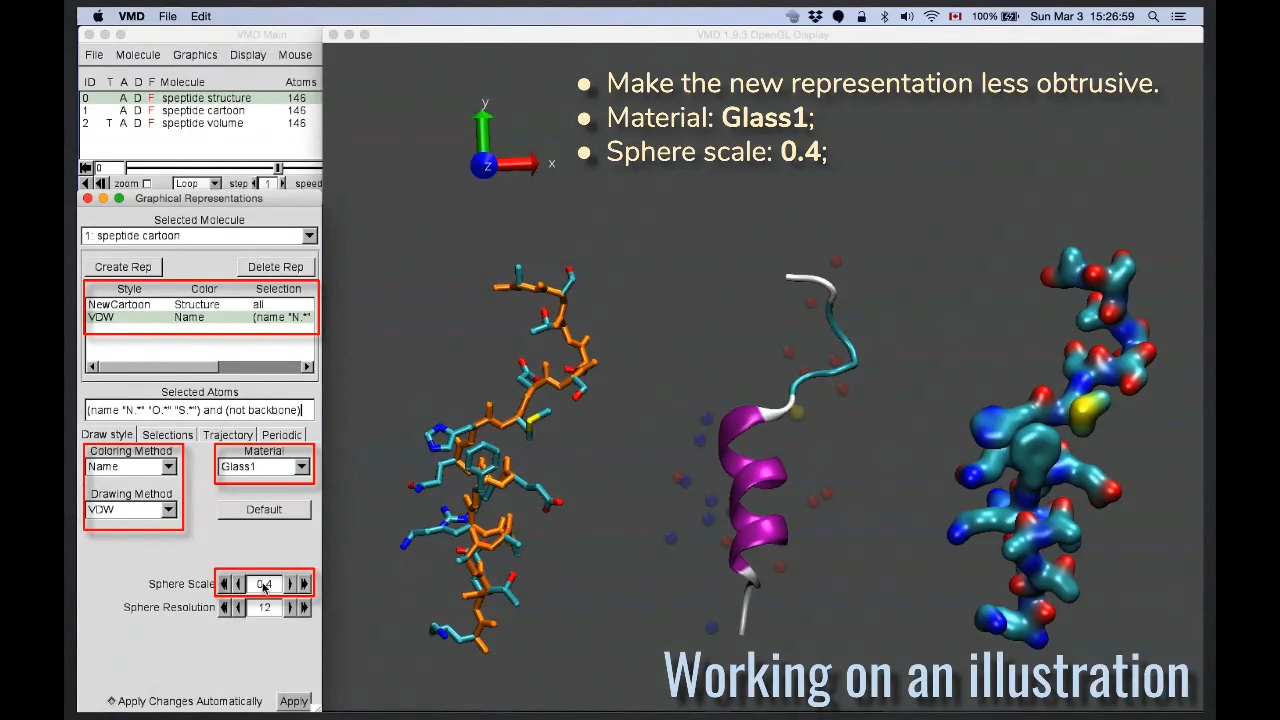 VMD File Edit 100% Sun Mar 3 15:26:59
VMD Main
VMD 1.9.3 OpenGL Display
File Molecule Graphics Display Mouse
ID T A D F Molecule Atoms
0 A D F speptide structure 146
1 A D F speptide cartoon 146
2 T A D F speptide volume 146
0
zoom Loop step 1 speed
Graphical Representations
Selected Molecule
1: speptide cartoon
Create Rep Delete Rep
Style Color Selection
NewCartoon Structure all
VDW Name (name "N.*"
Selected Atoms
(name "N.*" "O.*" "S.*") and (not backbone)
Draw style Selections Trajectory Periodic
Coloring Method Material
Name Glass1
Drawing Method
VDW Default
Sphere Scale 0.4
Sphere Resolution 12
Apply Changes Automatically Apply
• Make the new representation less obtrusive.
• Material: Glass1;
• Sphere scale: 0.4;
y
z x
Working on an illustration